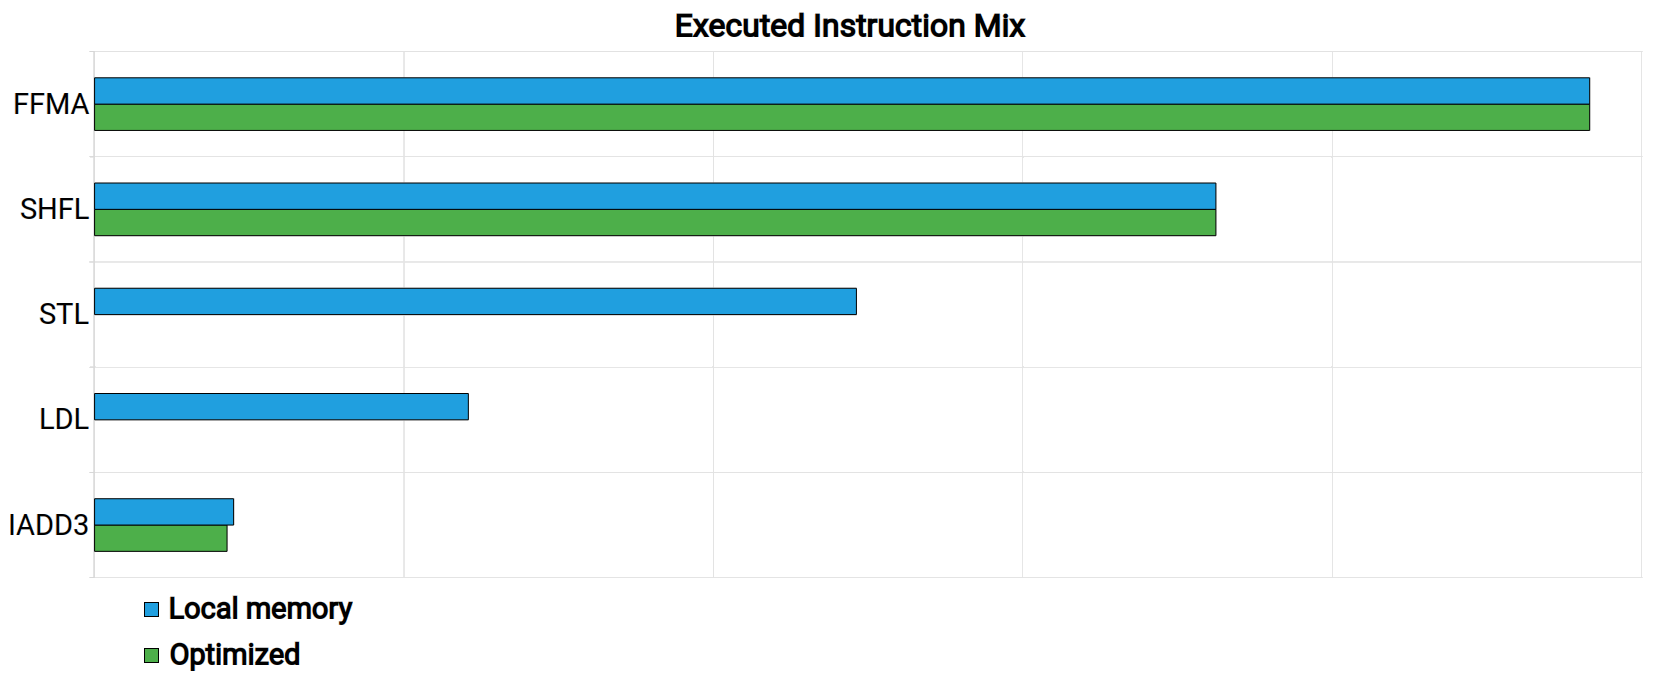 Executed Instruction Mix
FFMA
SHFL
STL
LDL
IADD3
Local memory
Optimized